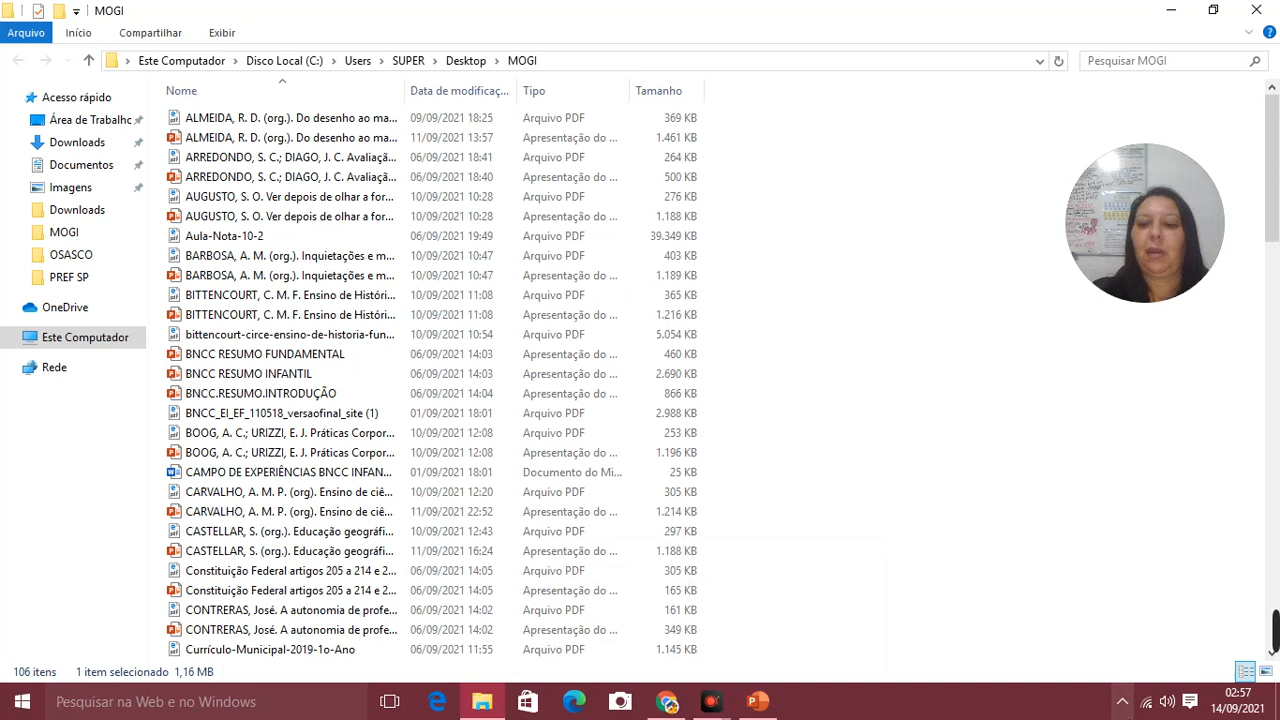 MOGI
Arquivo Início Compartilhar Exibir
Este Computador Disco Local (C:) Users SUPER Desktop MOGI Pesquisar MOGI
Nome Data de modificaç... Tipo Tamanho
Acesso rápido
Área de Trabalhc
Downloads
Documentos
Imagens
Downloads
MOGI
OSASCO
PREF SP
OneDrive
Este Computador
Rede
ALMEIDA, R. D. (org.). Do desenho ao ma... 09/09/2021 18:25 Arquivo PDF 369 KB
ALMEIDA, R. D. (org.). Do desenho ao ma... 11/09/2021 13:57 Apresentação do ... 1.461 KB
ARREDONDO, S. C.; DIAGO, J. C. Avaliaçã... 06/09/2021 18:41 Arquivo PDF 264 KB
ARREDONDO, S. C.; DIAGO, J. C. Avaliaçã... 06/09/2021 18:40 Apresentação do ... 500 KB
AUGUSTO, S. O. Ver depois de olhar a for... 10/09/2021 10:28 Arquivo PDF 276 KB
AUGUSTO, S. O. Ver depois de olhar a for... 10/09/2021 10:28 Apresentação do ... 1.188 KB
Aula-Nota-10-2 06/09/2021 19:49 Arquivo PDF 39.349 KB
BARBOSA, A. M. (org.). Inquietações e m... 10/09/2021 10:47 Arquivo PDF 403 KB
BARBOSA, A. M. (org.). Inquietações e m... 10/09/2021 10:47 Apresentação do ... 1.189 KB
BITTENCOURT, C. M. F. Ensino de Históri... 10/09/2021 11:08 Arquivo PDF 365 KB
BITTENCOURT, C. M. F. Ensino de Históri... 10/09/2021 11:08 Apresentação do ... 1.216 KB
bittencourt-circe-ensino-de-historia-fun... 10/09/2021 10:54 Arquivo PDF 5.054 KB
BNCC RESUMO FUNDAMENTAL 06/09/2021 14:03 Apresentação do ... 460 KB
BNCC RESUMO INFANTIL 06/09/2021 14:03 Apresentação do ... 2.690 KB
BNCC.RESUMO.INTRODUÇÃO 06/09/2021 14:04 Apresentação do ... 866 KB
BNCC_EI_EF_110518_versaofinal_site (1) 01/09/2021 18:01 Arquivo PDF 2.988 KB
BOOG, A. C.; URIZZI, E. J. Práticas Corpor... 10/09/2021 12:08 Arquivo PDF 253 KB
BOOG, A. C.; URIZZI, E. J. Práticas Corpor... 10/09/2021 12:08 Apresentação do ... 1.196 KB
CAMPO DE EXPERIÊNCIAS BNCC INFAN... 01/09/2021 18:01 Documento do Mi... 25 KB
CARVALHO, A. M. P. (org). Ensino de ciê... 10/09/2021 12:20 Arquivo PDF 305 KB
CARVALHO, A. M. P. (org). Ensino de ciê... 11/09/2021 22:52 Apresentação do ... 1.214 KB
CASTELLAR, S. (org.). Educação geográfi... 10/09/2021 12:43 Arquivo PDF 297 KB
CASTELLAR, S. (org.). Educação geográfi... 11/09/2021 16:24 Apresentação do ... 1.188 KB
Constituição Federal artigos 205 a 214 e 2... 06/09/2021 14:05 Arquivo PDF 305 KB
Constituição Federal artigos 205 a 214 e 2... 06/09/2021 14:05 Apresentação do ... 165 KB
CONTRERAS, José. A autonomia de profe... 06/09/2021 14:02 Arquivo PDF 161 KB
CONTRERAS, José. A autonomia de profe... 06/09/2021 14:02 Apresentação do ... 349 KB
Currículo-Municipal-2019-1o-Ano 06/09/2021 11:55 Arquivo PDF 1.145 KB
106 itens 1 item selecionado 1,16 MB
Pesquisar na Web e no Windows
02:57
14/09/2021